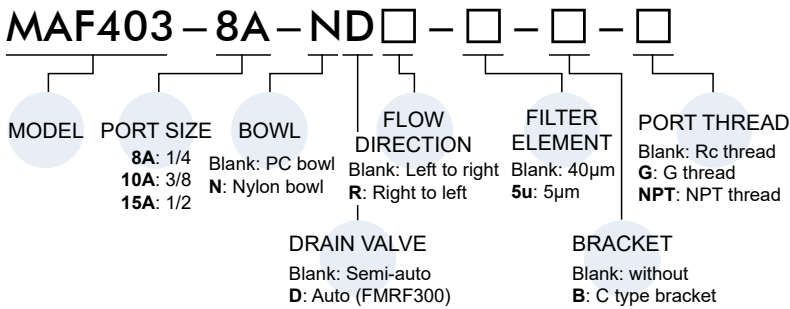 MAF403 – 8A – ND□ – □ – □ – □
MODEL
PORT SIZE
8A: 1/4
10A: 3/8
15A: 1/2
BOWL
Blank: PC bowl
N: Nylon bowl
FLOW
DIRECTION
Blank: Left to right
R: Right to left
FILTER
ELEMENT
Blank: 40µm
5u: 5µm
PORT THREAD
Blank: Rc thread
G: G thread
NPT: NPT thread
DRAIN VALVE
Blank: Semi-auto
D: Auto (FMRF300)
BRACKET
Blank: without
B: C type bracket